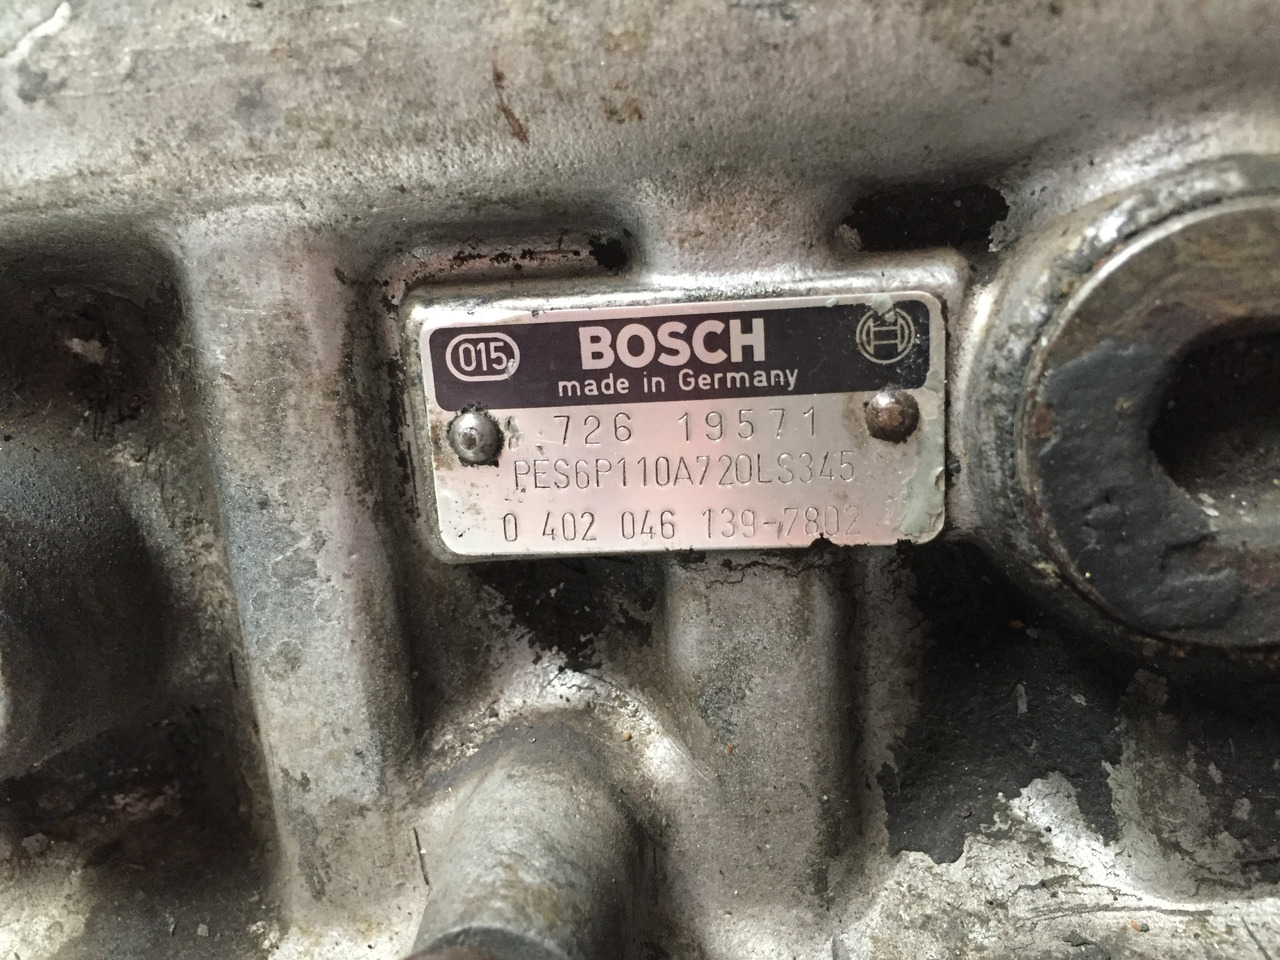 015 BOSCH
made in Germany
726 19571
PES6P110A720LS345
0 402 046 139-7802